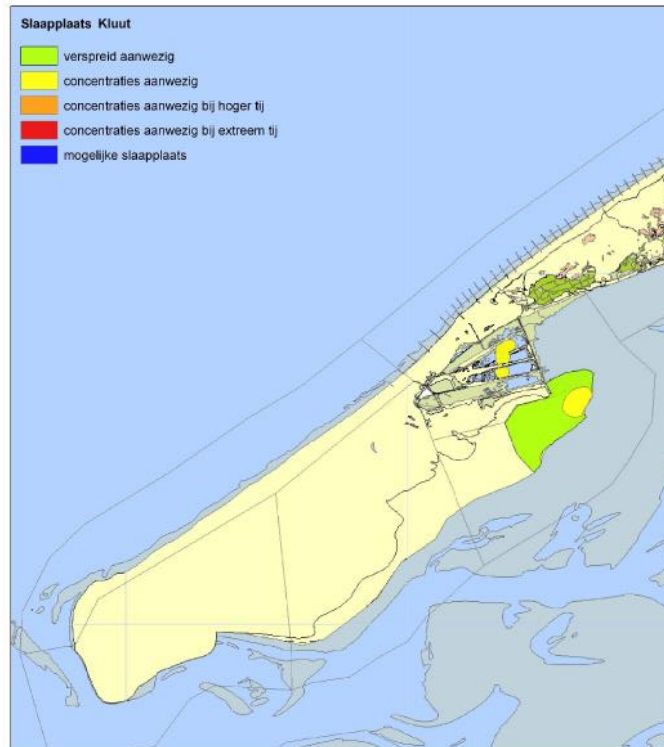 Slaapplaats Kluut
verspreid aanwezig
concentraties aanwezig
concentraties aanwezig bij hoger tij
concentraties aanwezig bij extreem tij
mogelijke slaapplaats